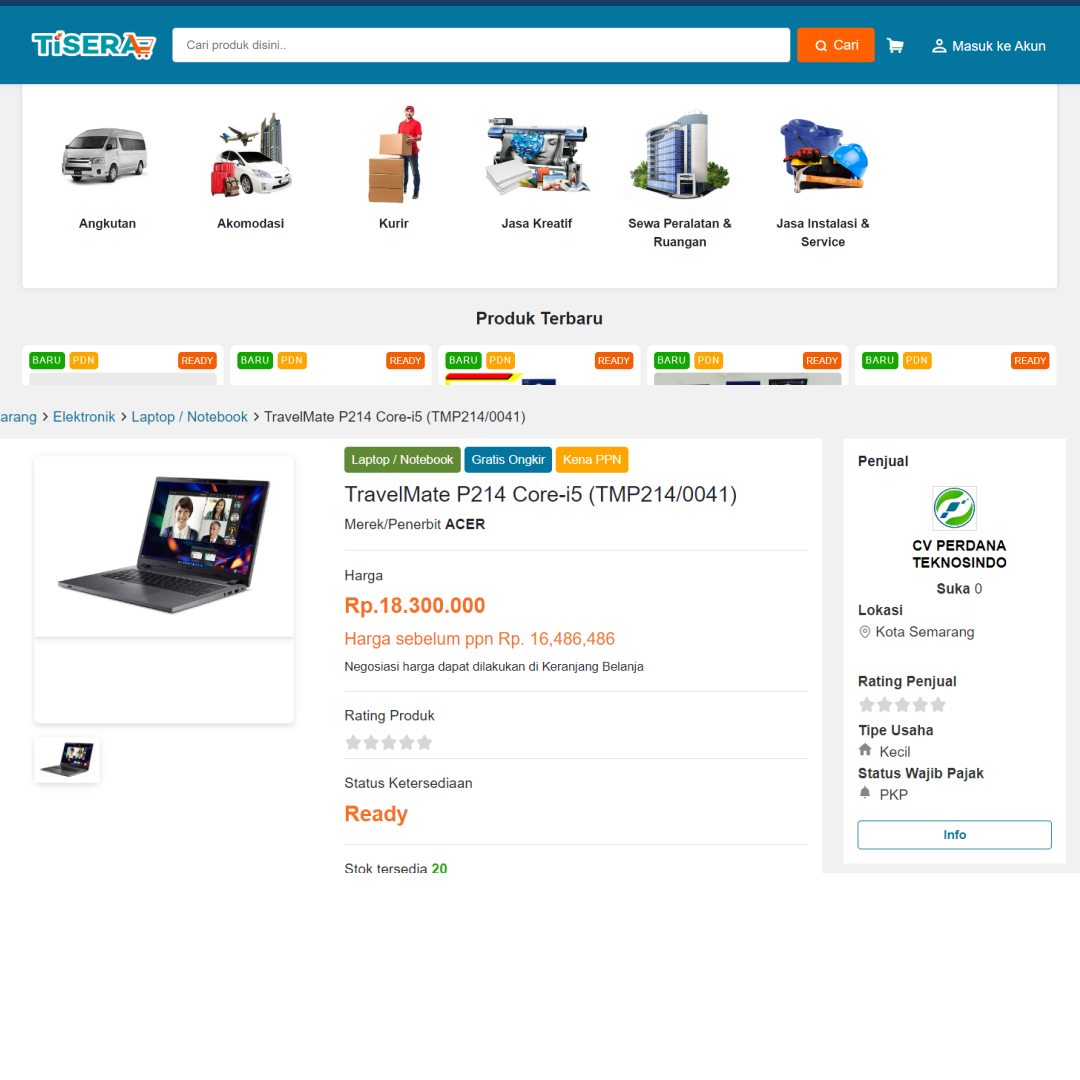 TiSERA
Cari produk disini..
Cari
Masuk ke Akun
Angkutan
Akomodasi
Kurir
Jasa Kreatif
Sewa Peralatan &
Ruangan
Jasa Instalasi &
Service
Produk Terbaru
BARU PDN READY
BARU PDN READY
BARU PDN READY
BARU PDN READY
BARU PDN READY
arang > Elektronik > Laptop / Notebook > TravelMate P214 Core-i5 (TMP214/0041)
Laptop / Notebook Gratis Ongkir Kena PPN
TravelMate P214 Core-i5 (TMP214/0041)
Merek/Penerbit ACER
Harga
Rp.18.300.000
Harga sebelum ppn Rp. 16,486,486
Negosiasi harga dapat dilakukan di Keranjang Belanja
Rating Produk
Status Ketersediaan
Ready
Stok tersedia 20
Penjual
CV PERDANA
TEKNOSINDO
Suka 0
Lokasi
Kota Semarang
Rating Penjual
Tipe Usaha
Kecil
Status Wajib Pajak
PKP
Info